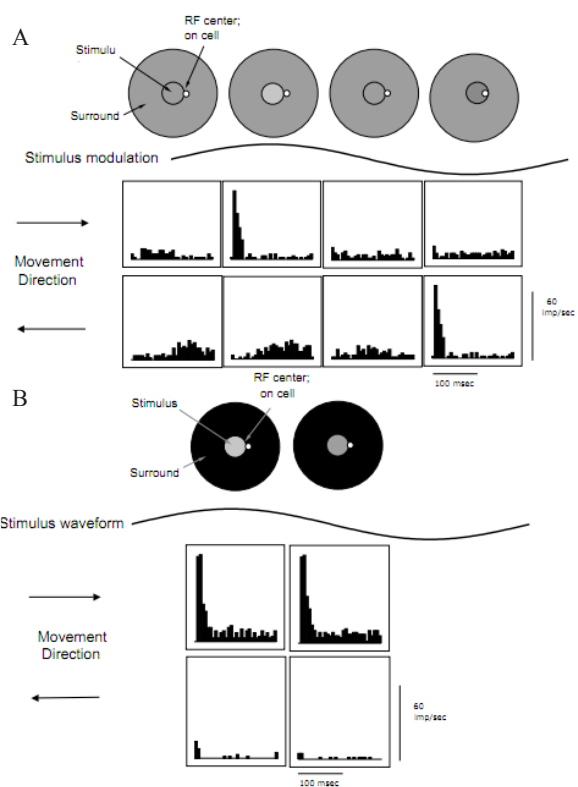 A
RF center;
on cell
Stimulu
Surround
Stimulus modulation
Movement
Direction
60
imp/sec
100 msec
B
RF center;
on cell
Stimulus
Surround
Stimulus waveform
Movement
Direction
60
imp/sec
100 msec